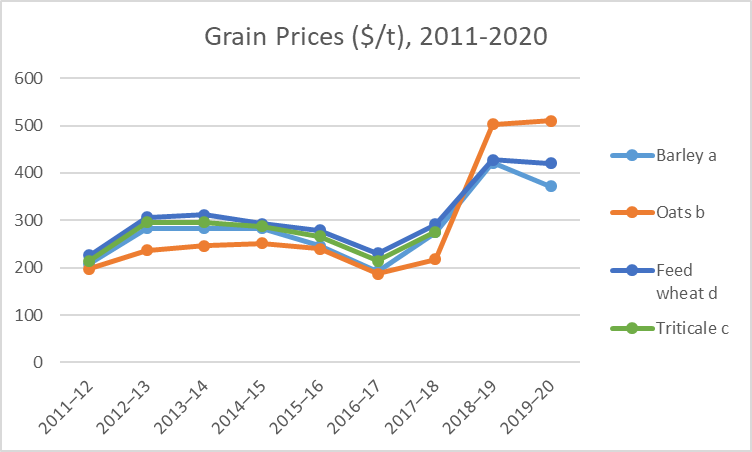 Grain Prices ($/t), 2011-2020
600
500
400
300
200
100
0
2011–12
2012–13
2013–14
2014–15
2015–16
2016–17
2017–18
2018–19
2019–20
Barley a
Oats b
Feed
wheat d
Triticale c